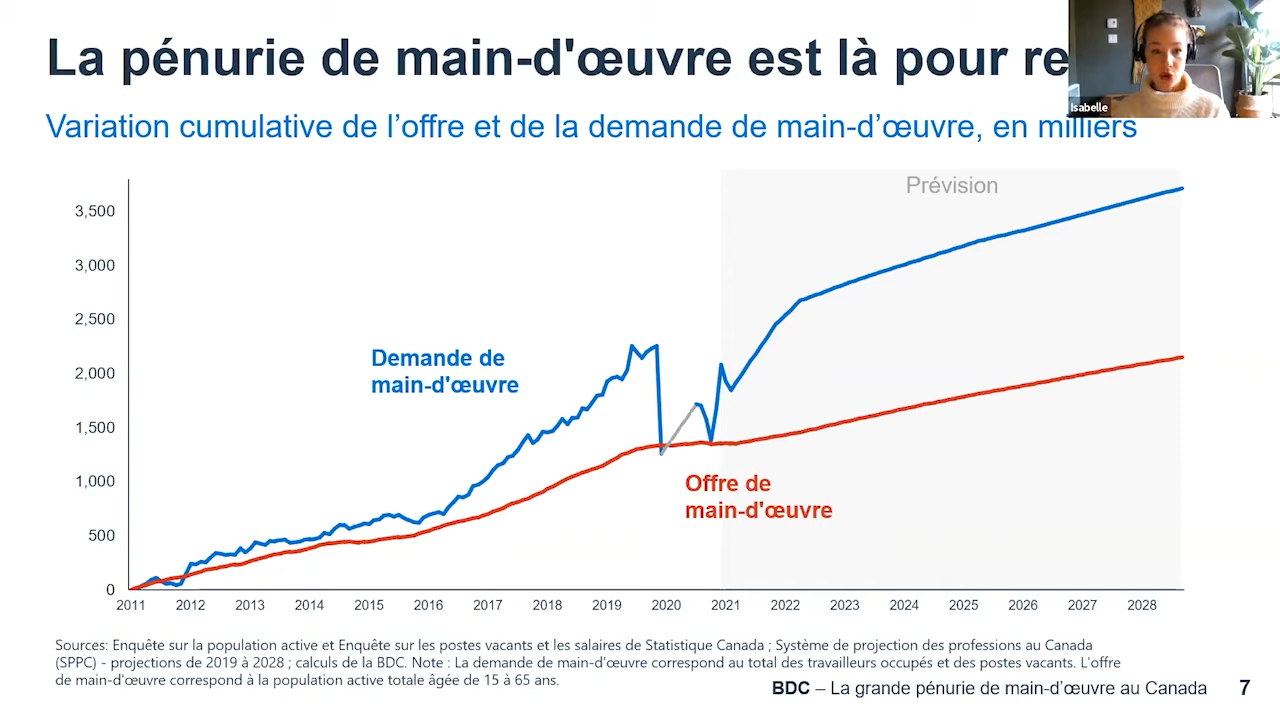 La pénurie de main-d'œuvre est là pour
Isabelle
Variation cumulative de l’offre et de la demande de main-d’œuvre, en milliers
Prévision
3,500
3,000
2,500
2,000
1,500
1,000
500
0
Demande de
main-d'œuvre
Offre de
main-d'œuvre
2011 2012 2013 2014 2015 2016 2017 2018 2019 2020 2021 2022 2023 2024 2025 2026 2027 2028
Sources: Enquête sur la population active et Enquête sur les postes vacants et les salaires de Statistique Canada ; Système de projection des professions au Canada
(SPPC) - projections de 2019 à 2028 ; calculs de la BDC. Note : La demande de main-d'œuvre correspond au total des travailleurs occupés et des postes vacants. L'offre
de main-d'œuvre correspond à la population active totale âgée de 15 à 65 ans.
BDC – La grande pénurie de main-d’œuvre au Canada 7